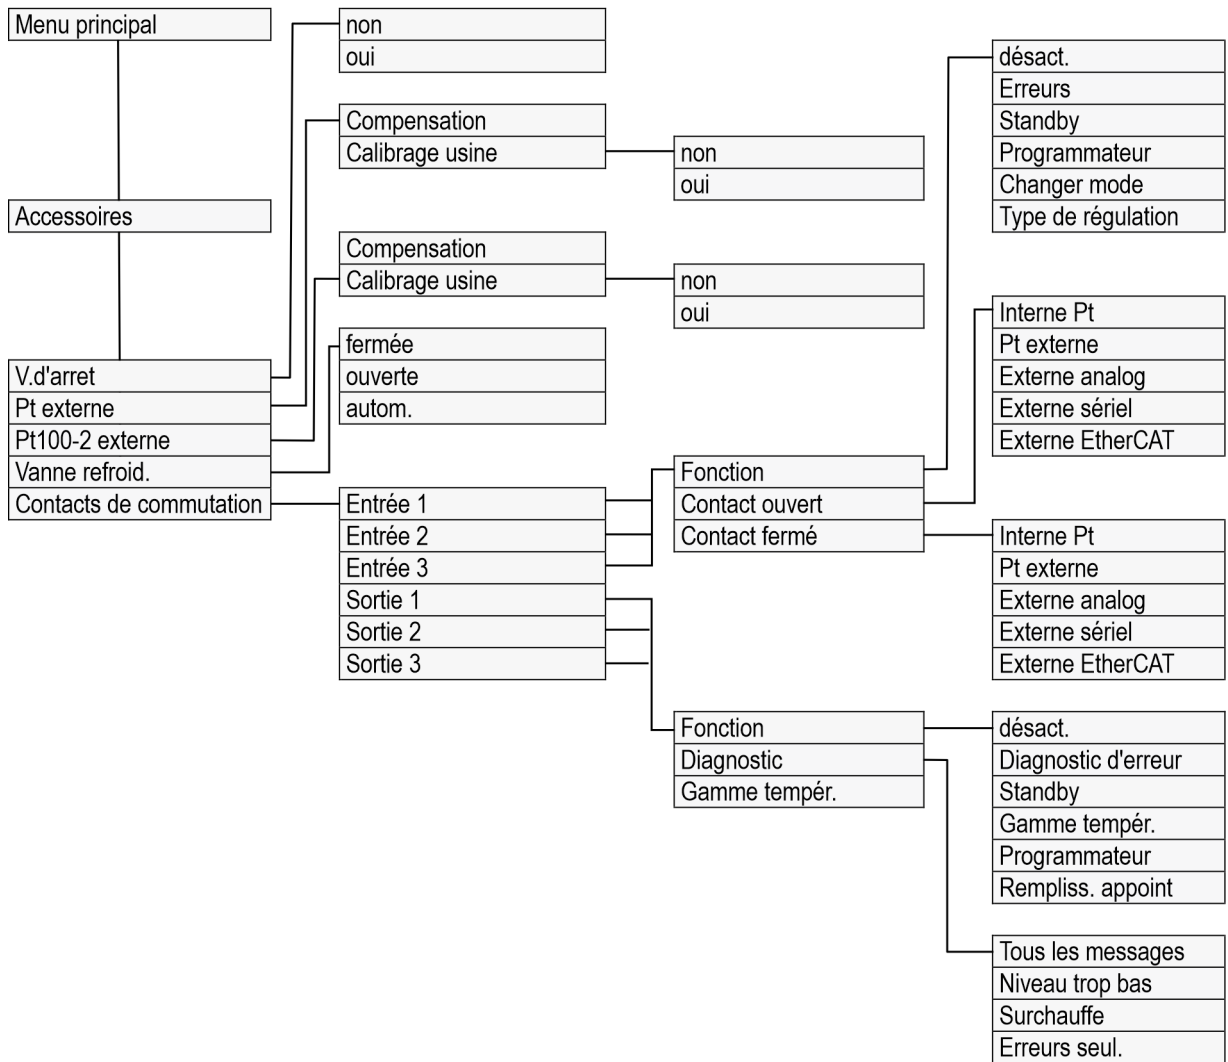 Menu principal
Accessoires
V.d'arret
Pt externe
Pt100-2 externe
Vanne refroid.
Contacts de commutation
non
oui
Compensation
Calibrage usine
Compensation
Calibrage usine
fermée
ouverte
autom.
Entrée 1
Entrée 2
Entrée 3
Sortie 1
Sortie 2
Sortie 3
non
oui
non
oui
Fonction
Contact ouvert
Contact fermé
Fonction
Diagnostic
Gamme tempér.
désact.
Erreurs
Standby
Programmateur
Changer mode
Type de régulation
Interne Pt
Pt externe
Externe analog
Externe sériel
Externe EtherCAT
Interne Pt
Pt externe
Externe analog
Externe sériel
Externe EtherCAT
désact.
Diagnostic d'erreur
Standby
Gamme tempér.
Programmateur
Rempliss. appoint
Tous les messages
Niveau trop bas
Surchauffe
Erreurs seul.